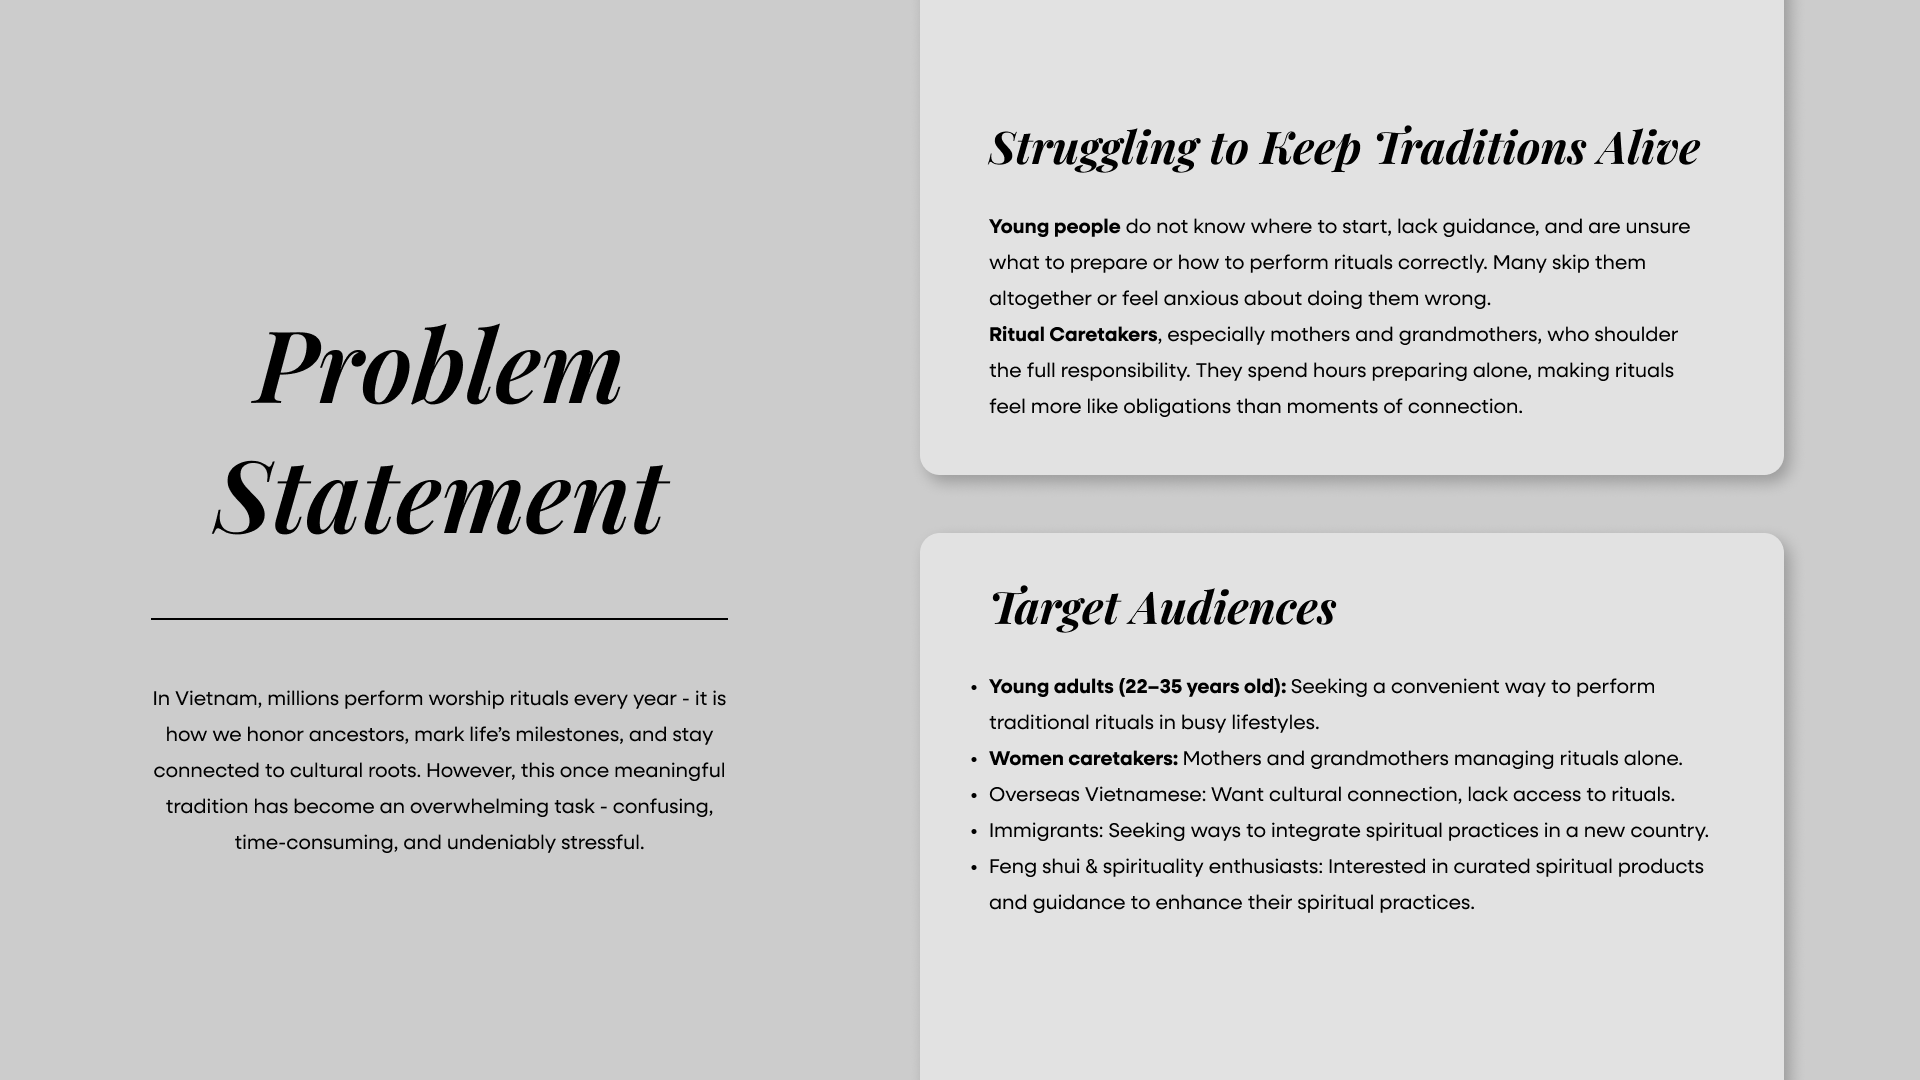 Problem
Statement
In Vietnam, millions perform worship rituals every year - it is
how we honor ancestors, mark life’s milestones, and stay
connected to cultural roots. However, this once meaningful
tradition has become an overwhelming task - confusing,
time-consuming, and undeniably stressful.
Struggling to Keep Traditions Alive
Young people do not know where to start, lack guidance, and are unsure
what to prepare or how to perform rituals correctly. Many skip them
altogether or feel anxious about doing them wrong.
Ritual Caretakers, especially mothers and grandmothers, who shoulder
the full responsibility. They spend hours preparing alone, making rituals
feel more like obligations than moments of connection.
Target Audiences
• Young adults (22–35 years old): Seeking a convenient way to perform
traditional rituals in busy lifestyles.
• Women caretakers: Mothers and grandmothers managing rituals alone.
• Overseas Vietnamese: Want cultural connection, lack access to rituals.
• Immigrants: Seeking ways to integrate spiritual practices in a new country.
• Feng shui & spirituality enthusiasts: Interested in curated spiritual products
and guidance to enhance their spiritual practices.